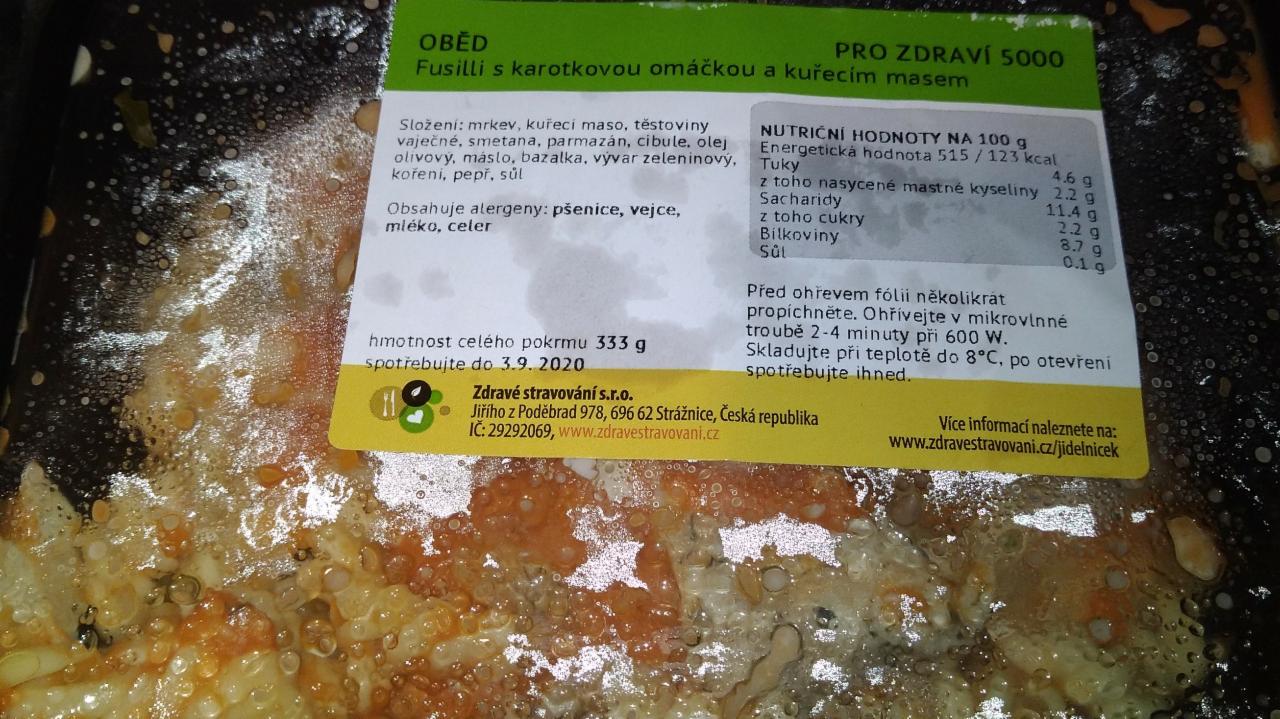 OBĚD
PRO ZDRAVÍ 5000
Fusilli s karotkovou omáčkou a kuřecím masem
Složení: mrkev, kuřecí maso, těstoviny
vaječné, smetana, parmazán, cibule, olej
olivový, máslo, bazalka, vývar zeleninový,
koření, pepř, sůl
Obsahuje alergeny: pšenice, vejce,
mléko, celer
hmotnost celého pokrmu 333 g
spotřebujte do 3.9. 2020
NUTRIČNÍ HODNOTY NA 100 g
Energetická hodnota 515 / 123 kcal
Tuky 4.6 g
z toho nasycené mastné kyseliny 2.2 g
Sacharidy 11.4 g
z toho cukry 2.2 g
Bílkoviny 8.7 g
Sůl 0.1 g
Před ohřevem fólii několikrát
propíchněte. Ohřívejte v mikrovlnné
troubě 2-4 minuty při 600 W.
Skladujte při teplotě do 8°C, po otevření
spotřebujte ihned.
Zdravé stravování s.r.o.
Jiřího z Poděbrad 978, 696 62 Strážnice, Česká republika
IČ: 29292069, www.zdravestravovani.cz
Více informací naleznete na:
www.zdravestravovani.cz/jidelnicek